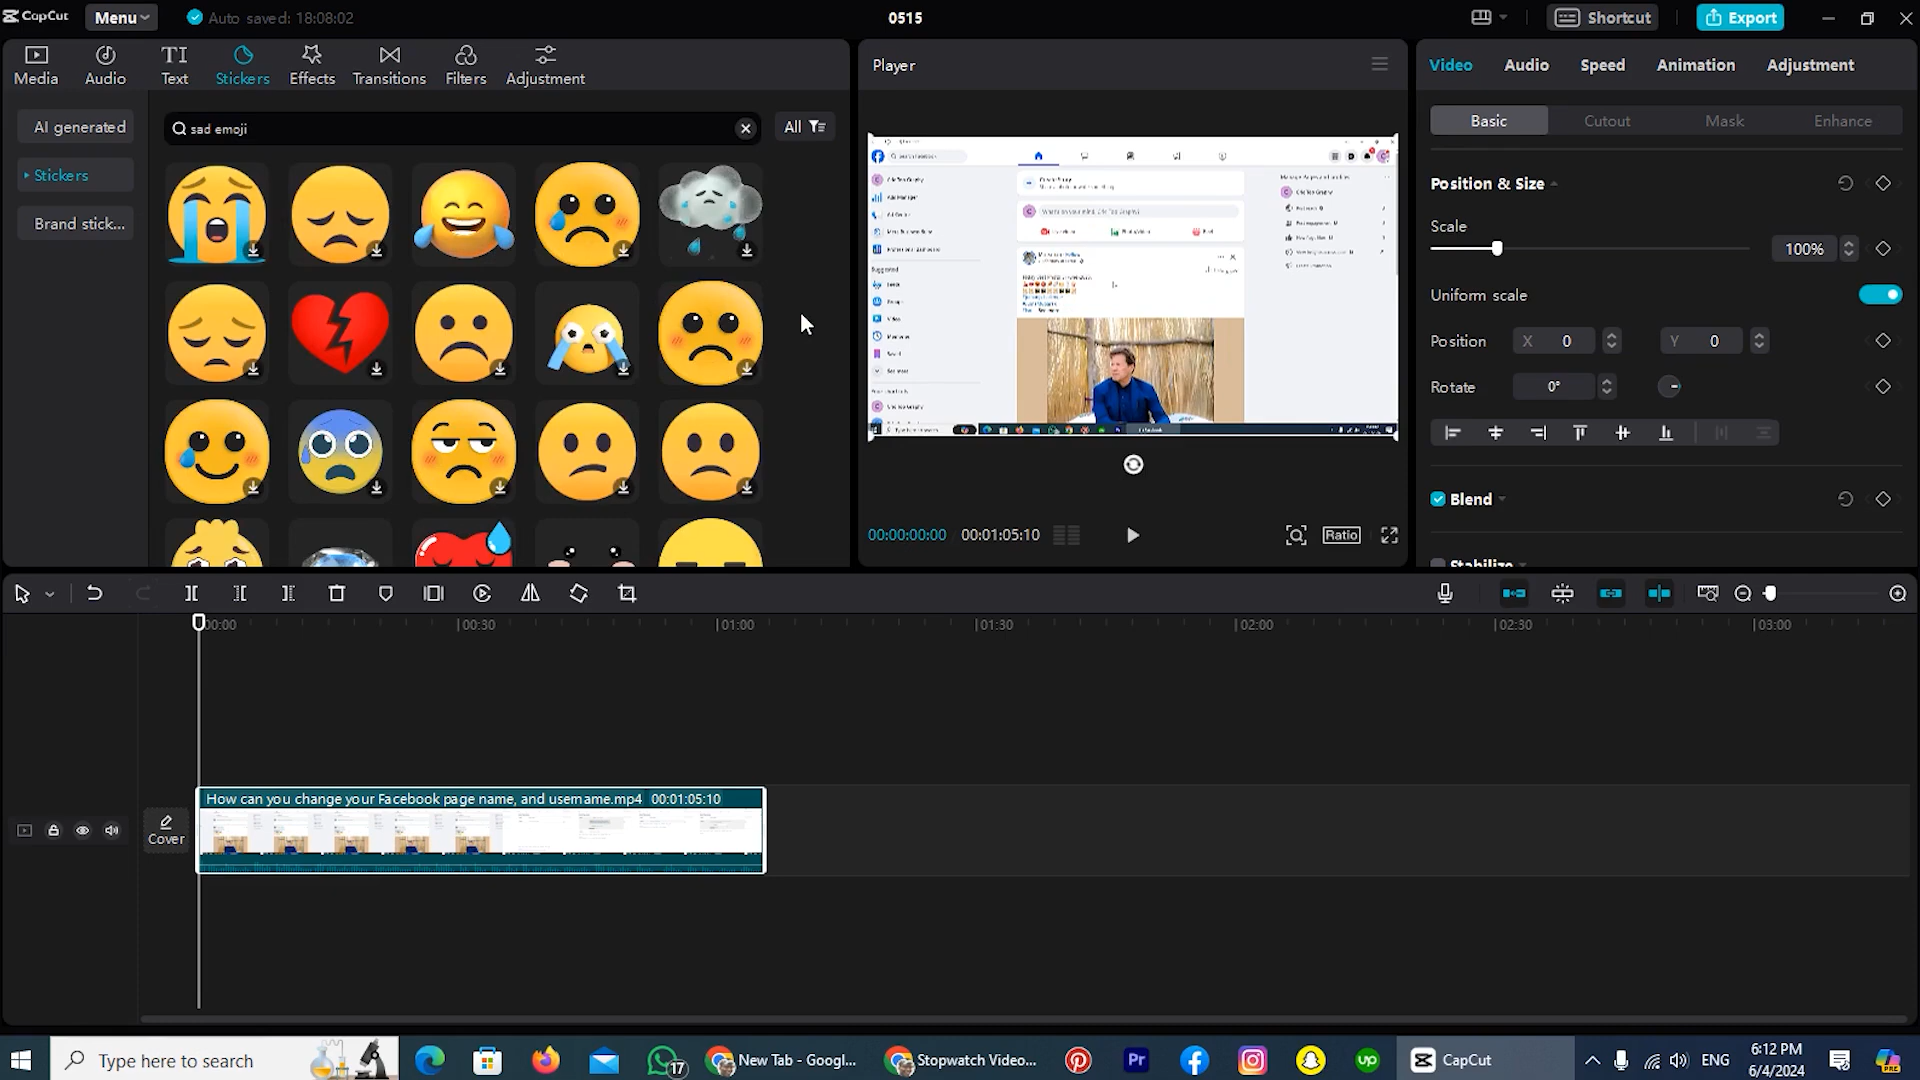 CapCut Menu Auto saved: 18:08:02 0515 Shortcut Export
Media Audio Text Stickers Effects Transitions Filters Adjustment
AI generated
Stickers
Brand stick...
sad emoji All
Player
Video Audio Speed Animation Adjustment
Basic Cutout Mask Enhance
Position & Size
Scale
100%
Uniform scale
Position X 0 Y 0
Rotate 0°
Blend
Stabilize
00:00:00:00 00:01:05:10 Ratio
00:00 00:30 01:00 01:30 02:00 02:30 03:00
Cover
How can you change your Facebook page name, and username.mp4 00:01:05:10
Type here to search
17
New Tab - Googl...
Stopwatch Video...
Pr
up
CapCut
ENG
6:12 PM
6/4/2024
PRE